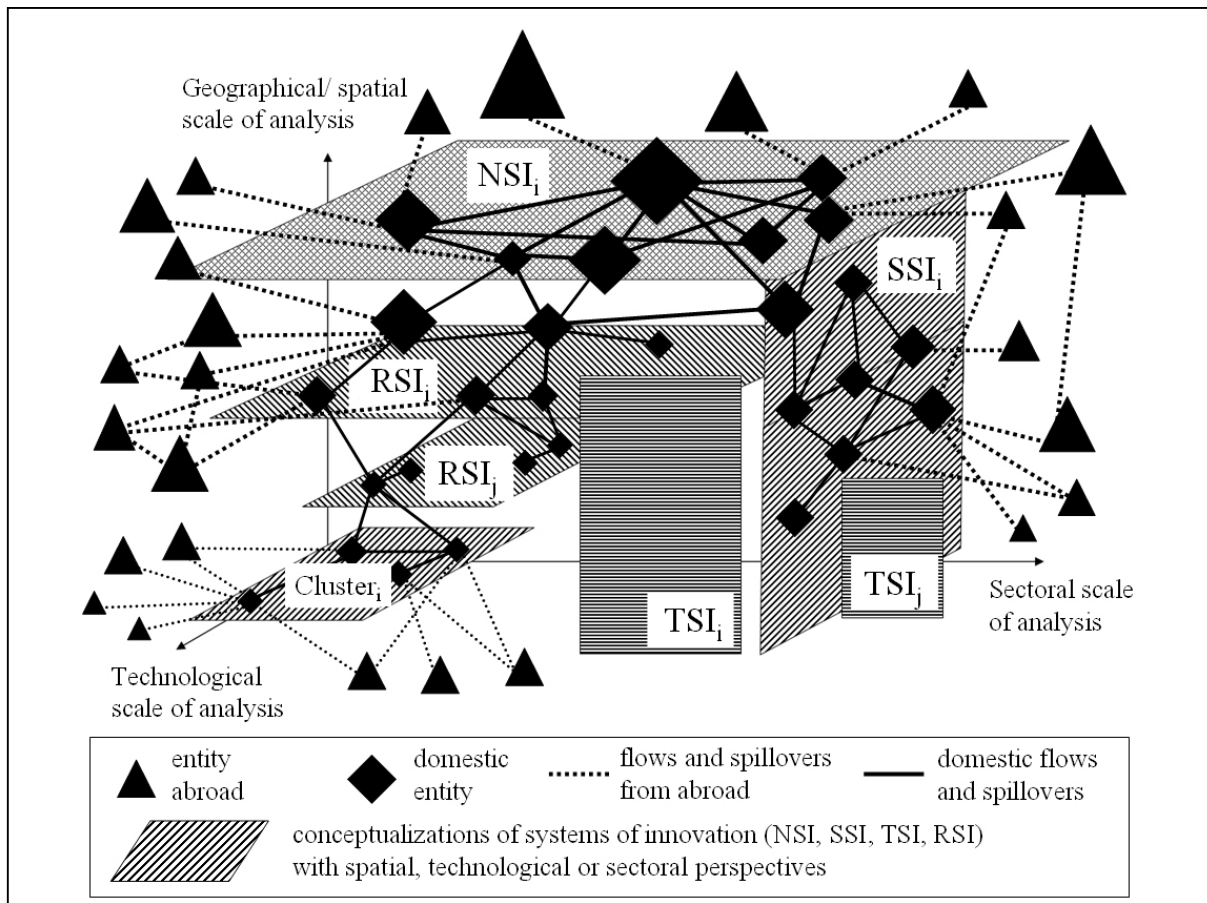 Geographical/ spatial
scale of analysis
NSIi
SSIi
RSIi
RSIj
Clusteri
TSIi
TSIj
Sectoral scale
of analysis
Technological
scale of analysis
entity
abroad
domestic
entity
flows and spillovers
from abroad
domestic flows
and spillovers
conceptualizations of systems of innovation (NSI, SSI, TSI, RSI)
with spatial, technological or sectoral perspectives